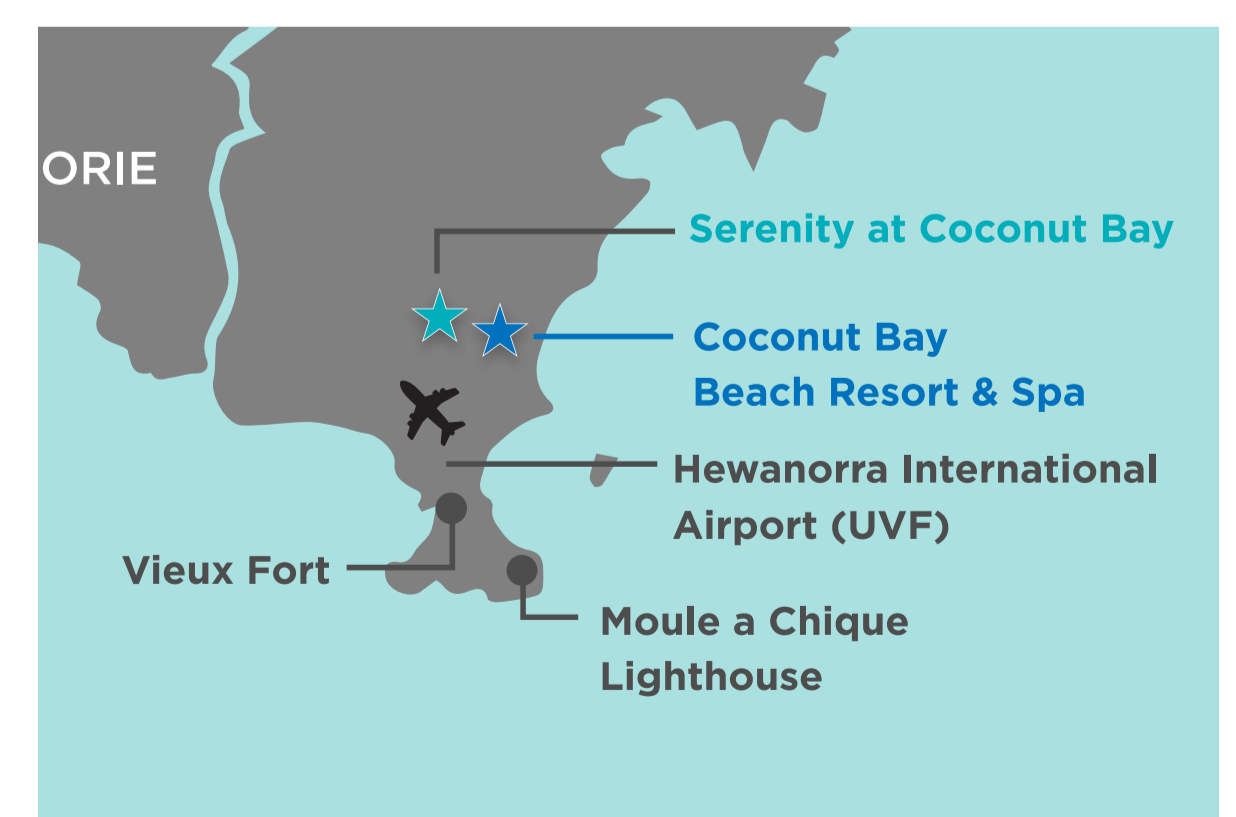 ORIE
Serenity at Coconut Bay
Coconut Bay
Beach Resort & Spa
Hewanorra International
Airport (UVF)
Vieux Fort
Moule a Chique
Lighthouse